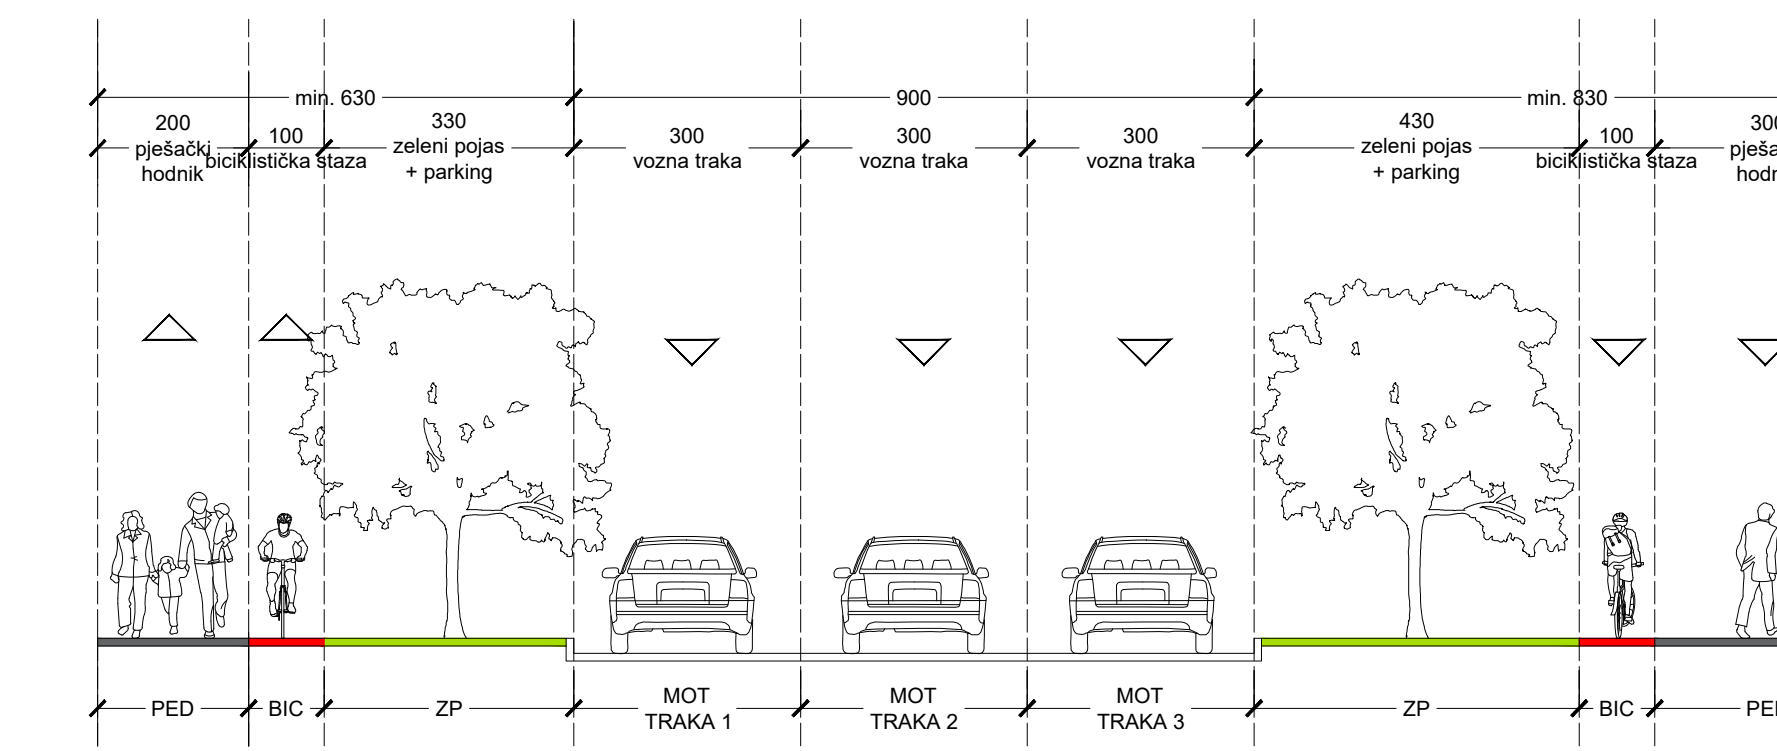 min. 630
900
min. 830
200
pješački
hodnik
100
biciklistička staza
330
zeleni pojas
+ parking
300
vozna traka
300
vozna traka
300
vozna traka
430
zeleni pojas
+ parking
100
biciklistička staza
300
PED
BIC
ZP
MOT
TRAKA 1
MOT
TRAKA 2
MOT
TRAKA 3
ZP
BIC